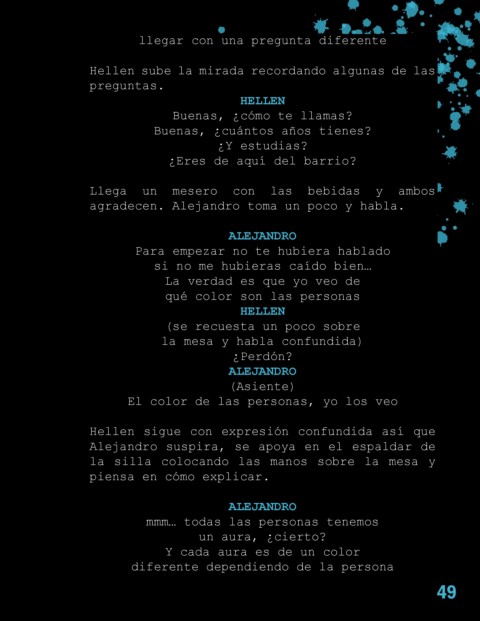 llegar con una pregunta diferente
Hellen sube la mirada recordando algunas de las
preguntas.
HELLEN
Buenas, ¿cómo te llamas?
Buenas, ¿cuántos años tienes?
¿Y estudias?
¿Eres de aquí del barrio?
Llega un mesero con las bebidas y ambos
agradecen. Alejandro toma un poco y habla.
ALEJANDRO
Para empezar no te hubiera hablado
si no me hubieras caído bien…
La verdad es que yo veo de
qué color son las personas
HELLEN
(se recuesta un poco sobre
la mesa y habla confundida)
¿Perdón?
ALEJANDRO
(Asiente)
El color de las personas, yo los veo
Hellen sigue con expresión confundida así que
Alejandro suspira, se apoya en el espaldar de
la silla colocando las manos sobre la mesa y
piensa en cómo explicar.
ALEJANDRO
mmm… todas las personas tenemos
un aura, ¿cierto?
Y cada aura es de un color
diferente dependiendo de la persona
49